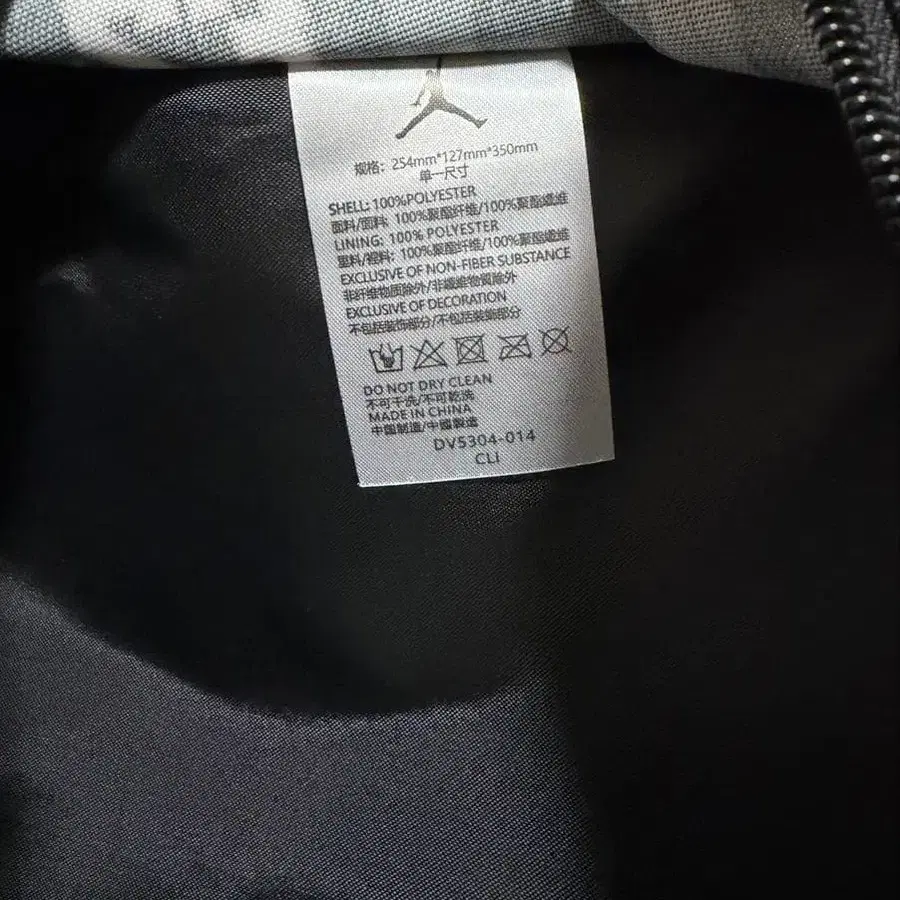 规格：254mm*127mm*350mm
单一尺寸
SHELL: 100%POLYESTER
面料/面料: 100%聚酯纤维/100%聚酯纖維
LINING: 100% POLYESTER
里料/裡料: 100%聚酯纤维/100%聚酯纖維
EXCLUSIVE OF NON-FIBER SUBSTANCE
非纤维物质除外/非纖維物質除外
EXCLUSIVE OF DECORATION
不包括装饰部分/不包括裝飾部分
DO NOT DRY CLEAN
不可干洗/不可乾洗
MADE IN CHINA
中国制造/中國製造
DV5304-014
CLI